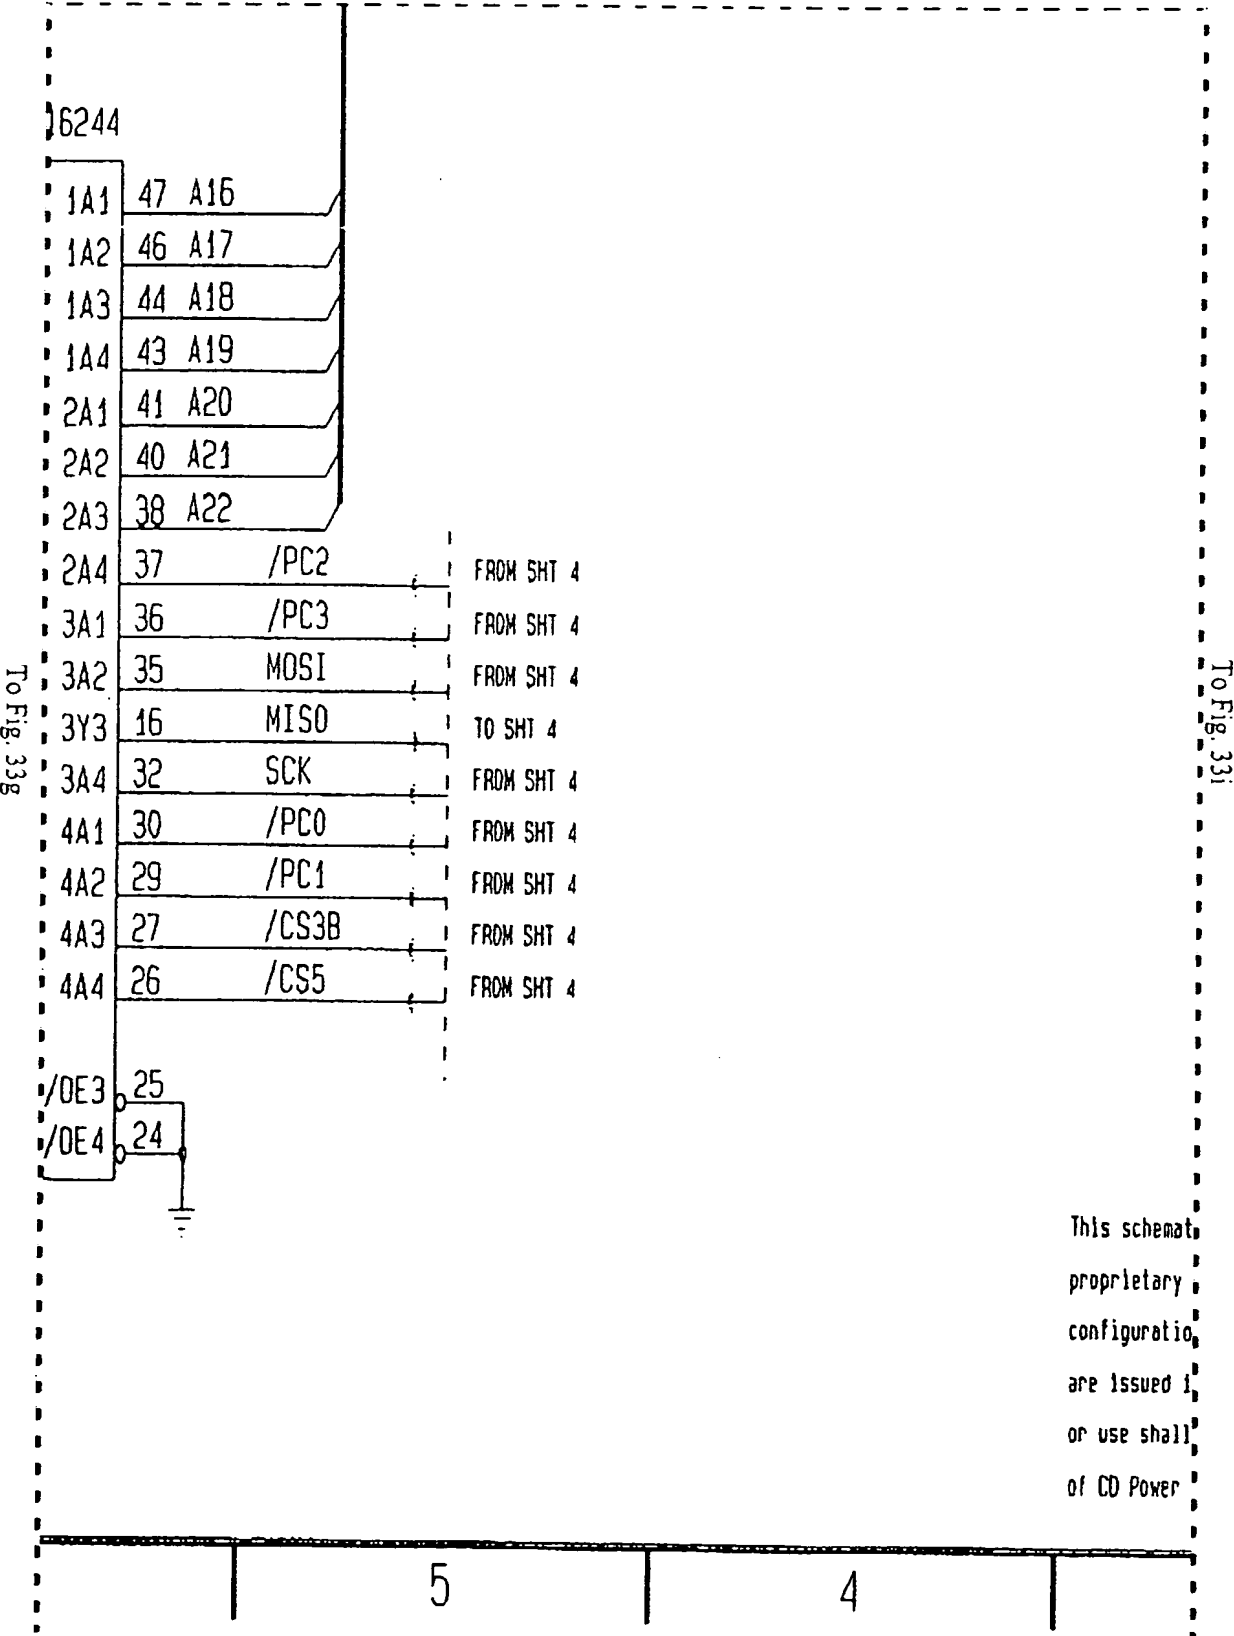 16244
1A1 47 A16
1A2 46 A17
1A3 44 A18
1A4 43 A19
2A1 41 A20
2A2 40 A21
2A3 38 A22
2A4 37 /PC2 FROM SHT 4
3A1 36 /PC3 FROM SHT 4
3A2 35 MOSI FROM SHT 4
3Y3 16 MISO TO SHT 4
3A4 32 SCK FROM SHT 4
4A1 30 /PC0 FROM SHT 4
4A2 29 /PC1 FROM SHT 4
4A3 27 /CS3B FROM SHT 4
4A4 26 /CS5 FROM SHT 4
/OE3 25
/OE4 24
To Fig. 33g
To Fig. 33i
This schemat
proprietary
configuratio
are issued i
or use shall
of CD Power
5 4